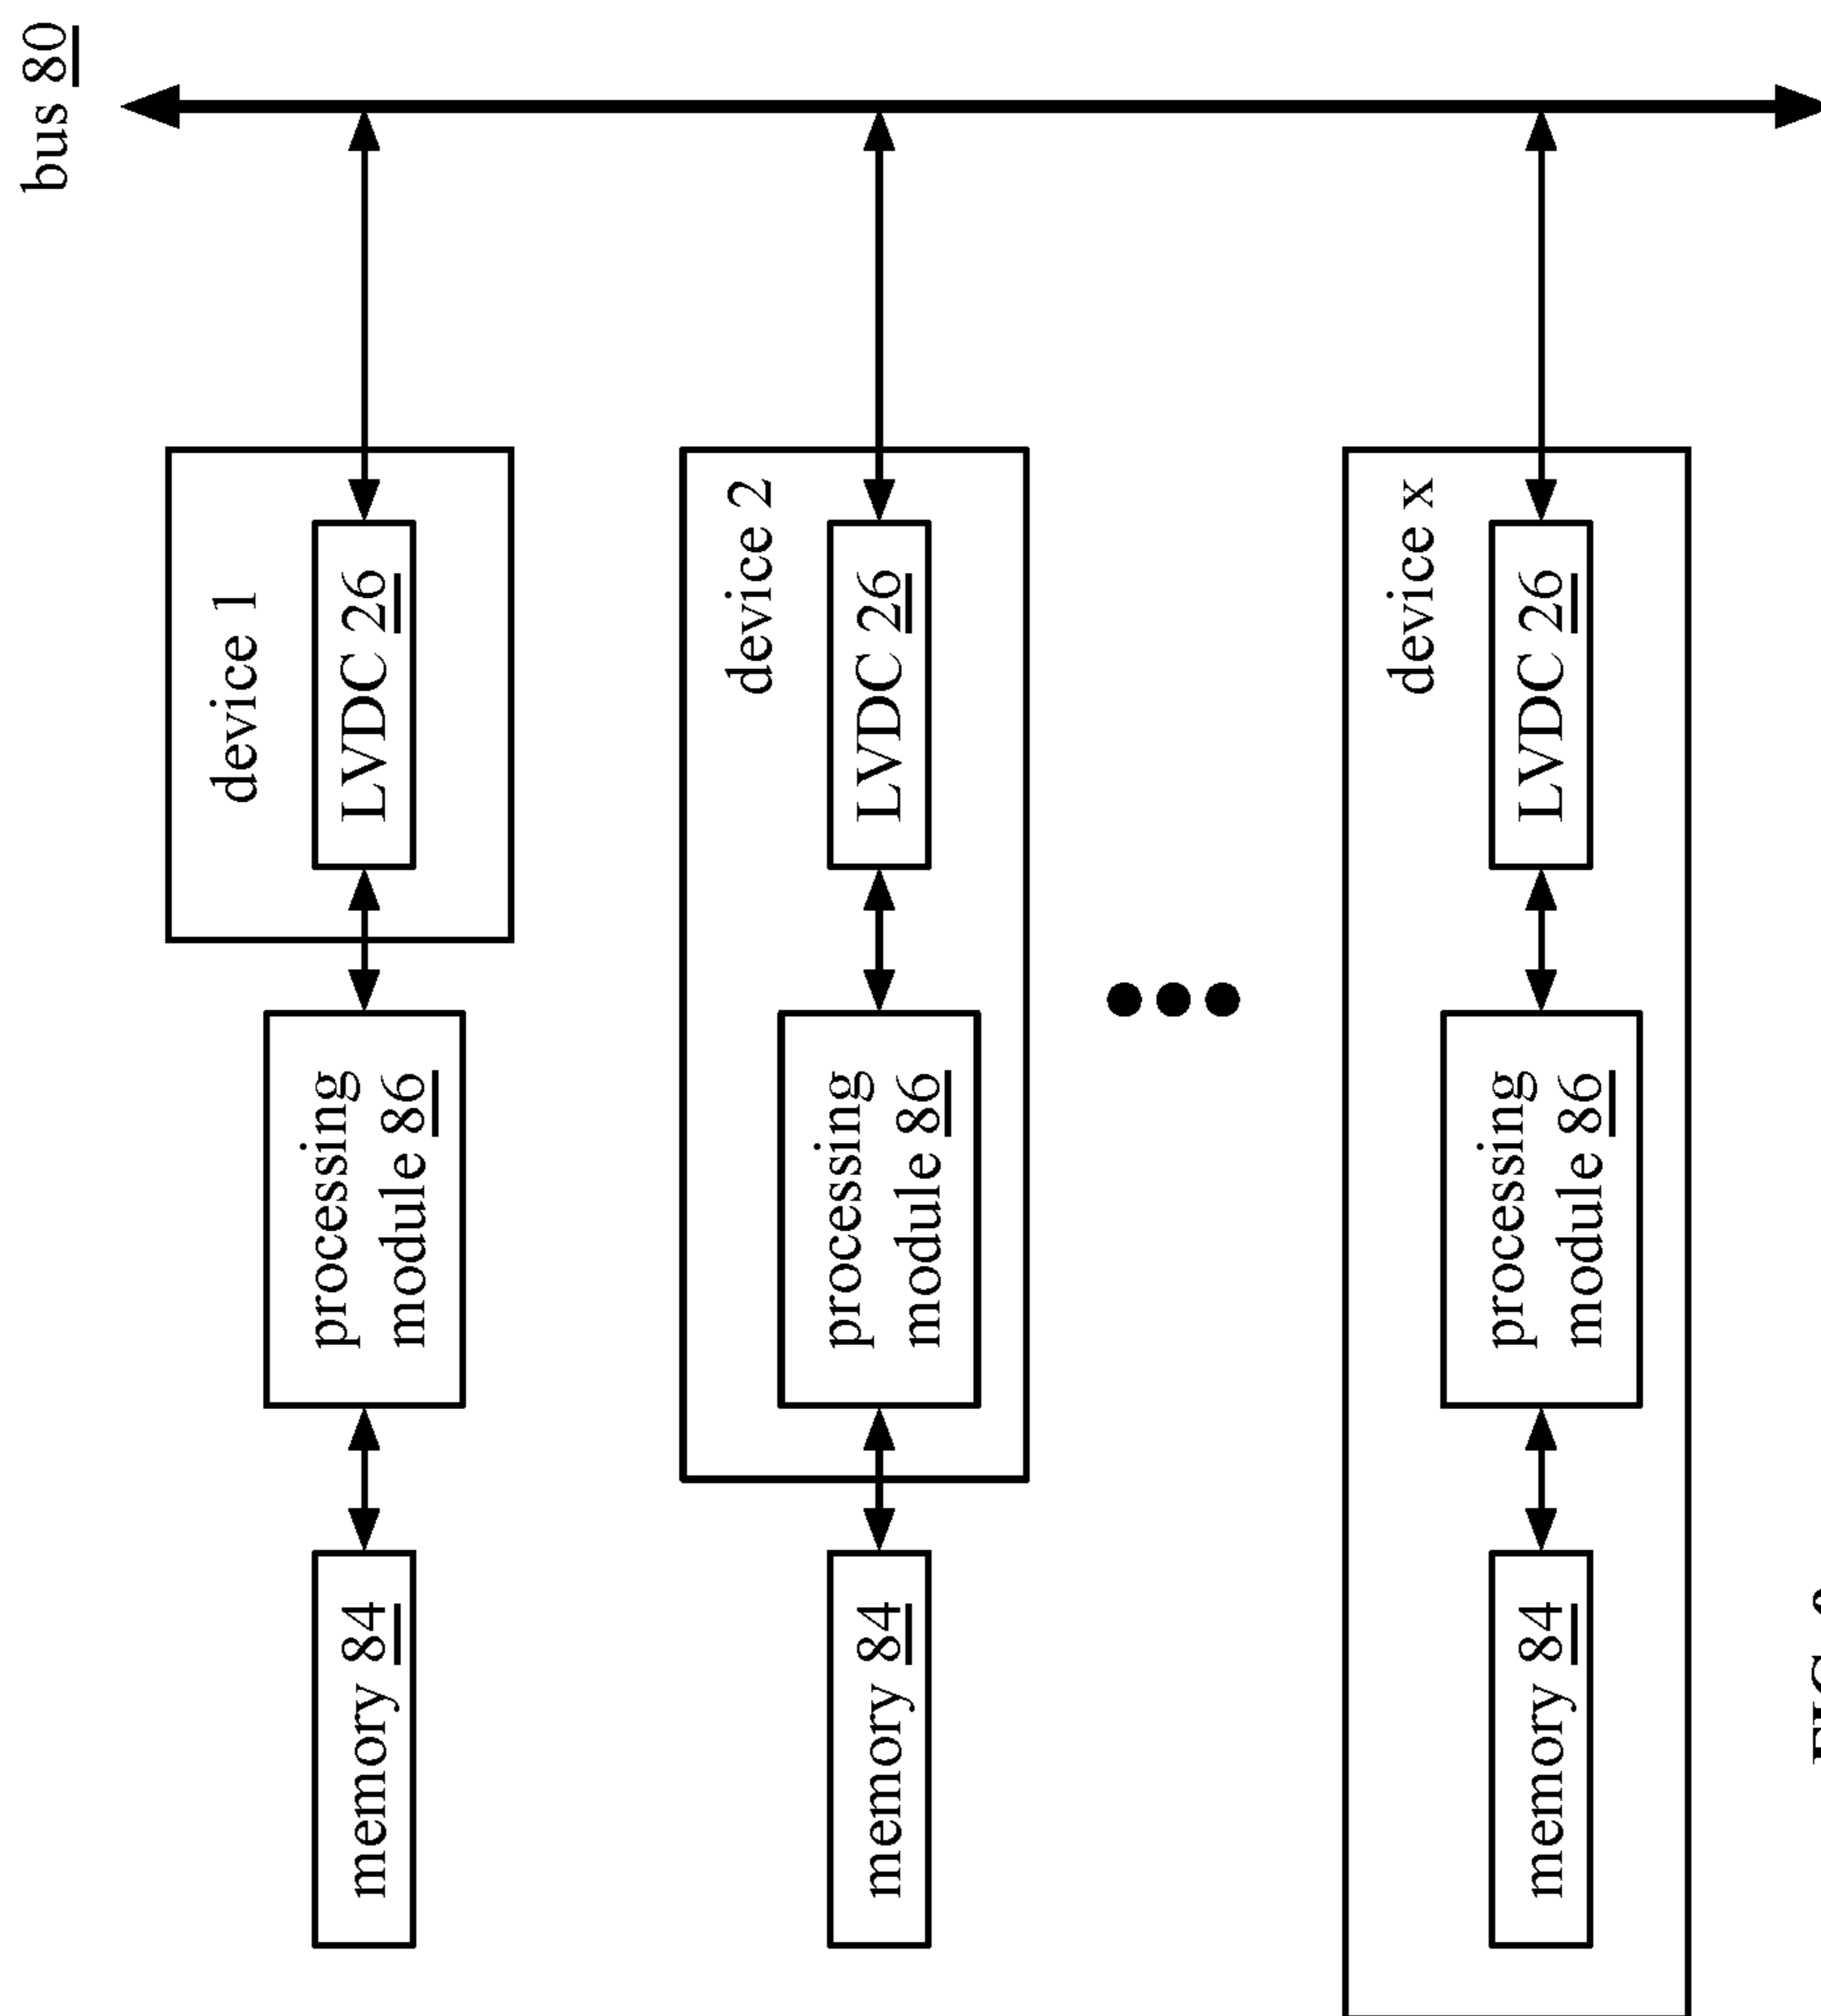 bus 80
device 1
memory 84
processing
module 86
LVDC 26
device 2
memory 84
processing
module 86
LVDC 26
device x
memory 84
processing
module 86
LVDC 26